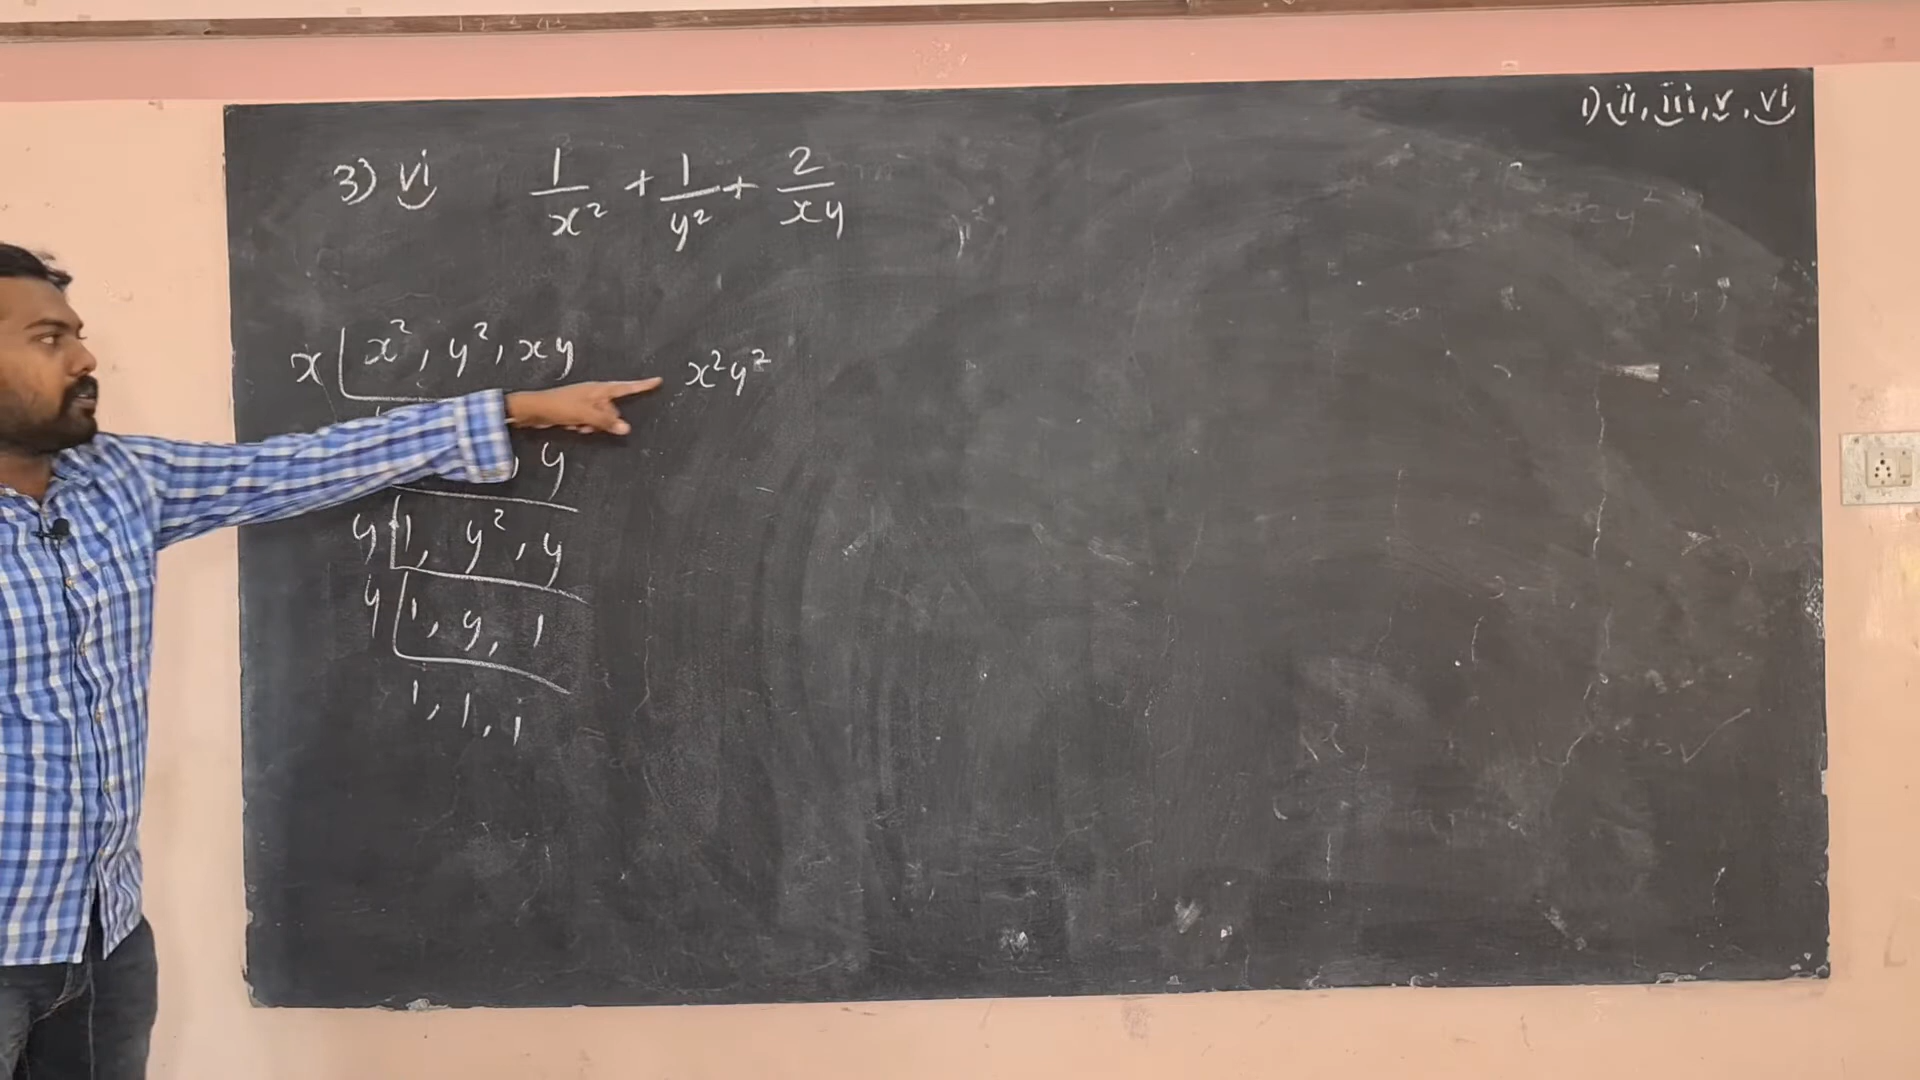 1) ii, iii, v, vi
3) vi 1/x² + 1/y² + 2/xy
x | x², y², xy
x²y²
, y
y | 1, y², y
y | 1, y, 1
1, 1, 1